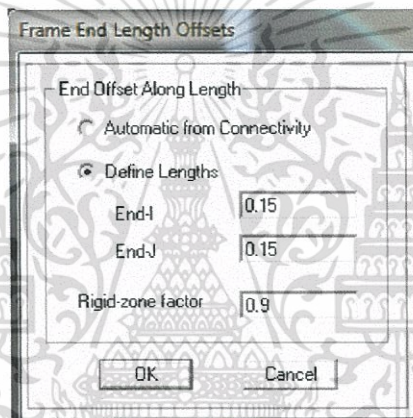 Frame End Length Offsets
End Offset Along Length
Automatic from Connectivity
Define Lengths
End-I 0.15
End-J 0.15
Rigid-zone factor 0.9
OK Cancel